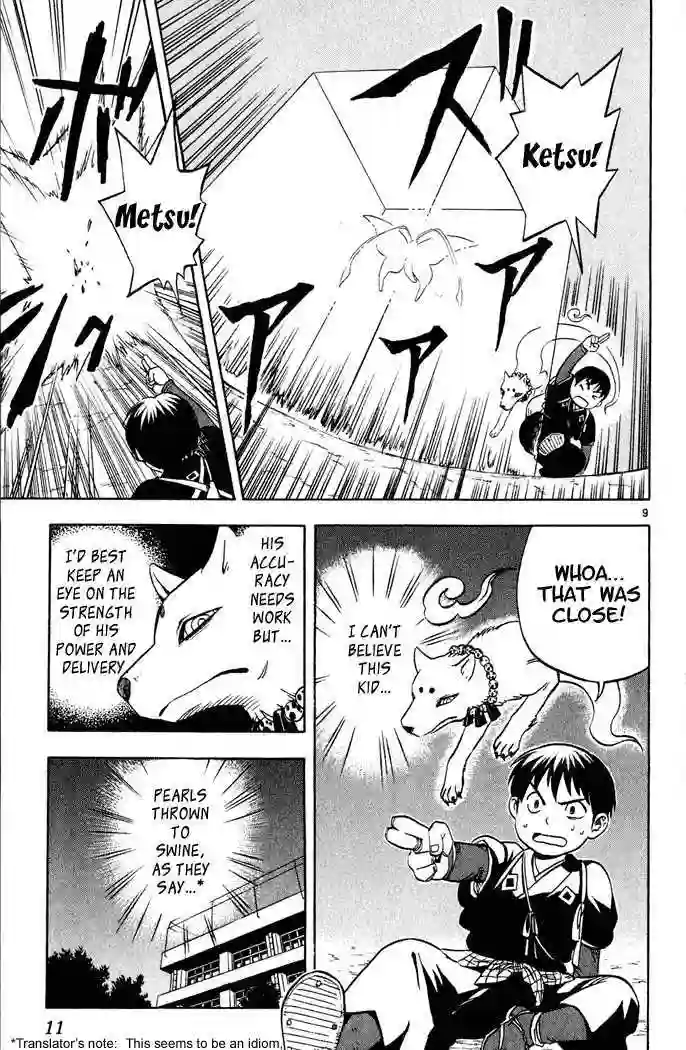 Ketsu!
ズ
ア
ア
ア
Metsu!
ボ
シュ
9
WHOA...
THAT WAS
CLOSE!
I CAN'T
BELIEVE
THIS
KID...
HIS
ACCU-
RACY
NEEDS
WORK
BUT...
I'D BEST
KEEP AN
EYE ON THE
STRENGTH
OF HIS
POWER AND
DELIVERY
PEARLS
THROWN
TO
SWINE,
AS THEY
SAY...*
11
*Translator's note: This seems to be an idiom,